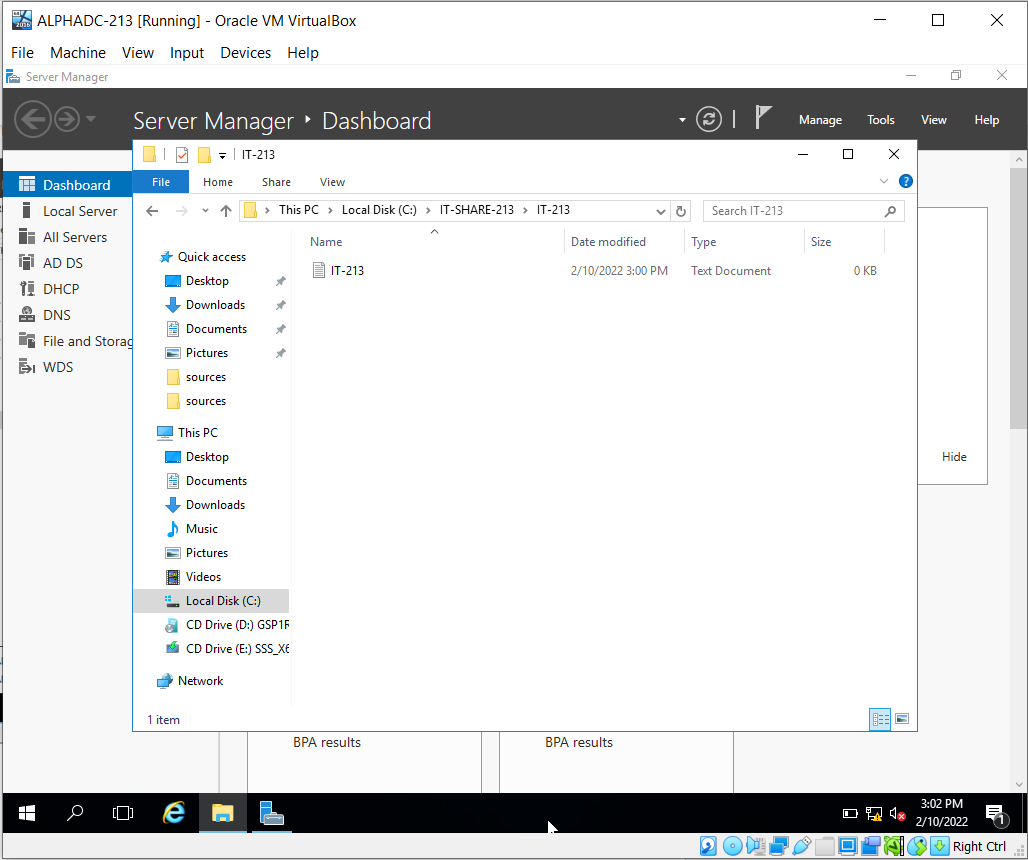 ALPHADC-213 [Running] - Oracle VM VirtualBox
File Machine View Input Devices Help
Server Manager
Server Manager ‣ Dashboard
Manage Tools View Help
IT-213
File Home Share View
This PC › Local Disk (C:) › IT-SHARE-213 › IT-213
Search IT-213
Dashboard
Local Server
All Servers
AD DS
DHCP
DNS
File and Storag
WDS
Quick access
Desktop
Downloads
Documents
Pictures
sources
sources
This PC
Desktop
Documents
Downloads
Music
Pictures
Videos
Local Disk (C:)
CD Drive (D:) GSP1R
CD Drive (E:) SSS_X6
Network
Name Date modified Type Size
IT-213 2/10/2022 3:00 PM Text Document 0 KB
1 item
Hide
BPA results BPA results
3:02 PM
2/10/2022
1
Right Ctrl